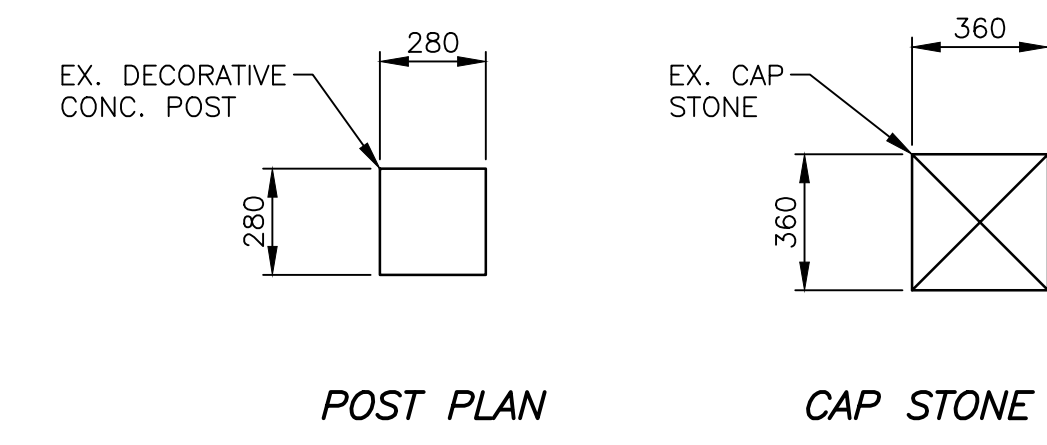 280
EX. DECORATIVE
CONC. POST
280
POST PLAN
360
EX. CAP
STONE
360
CAP STONE